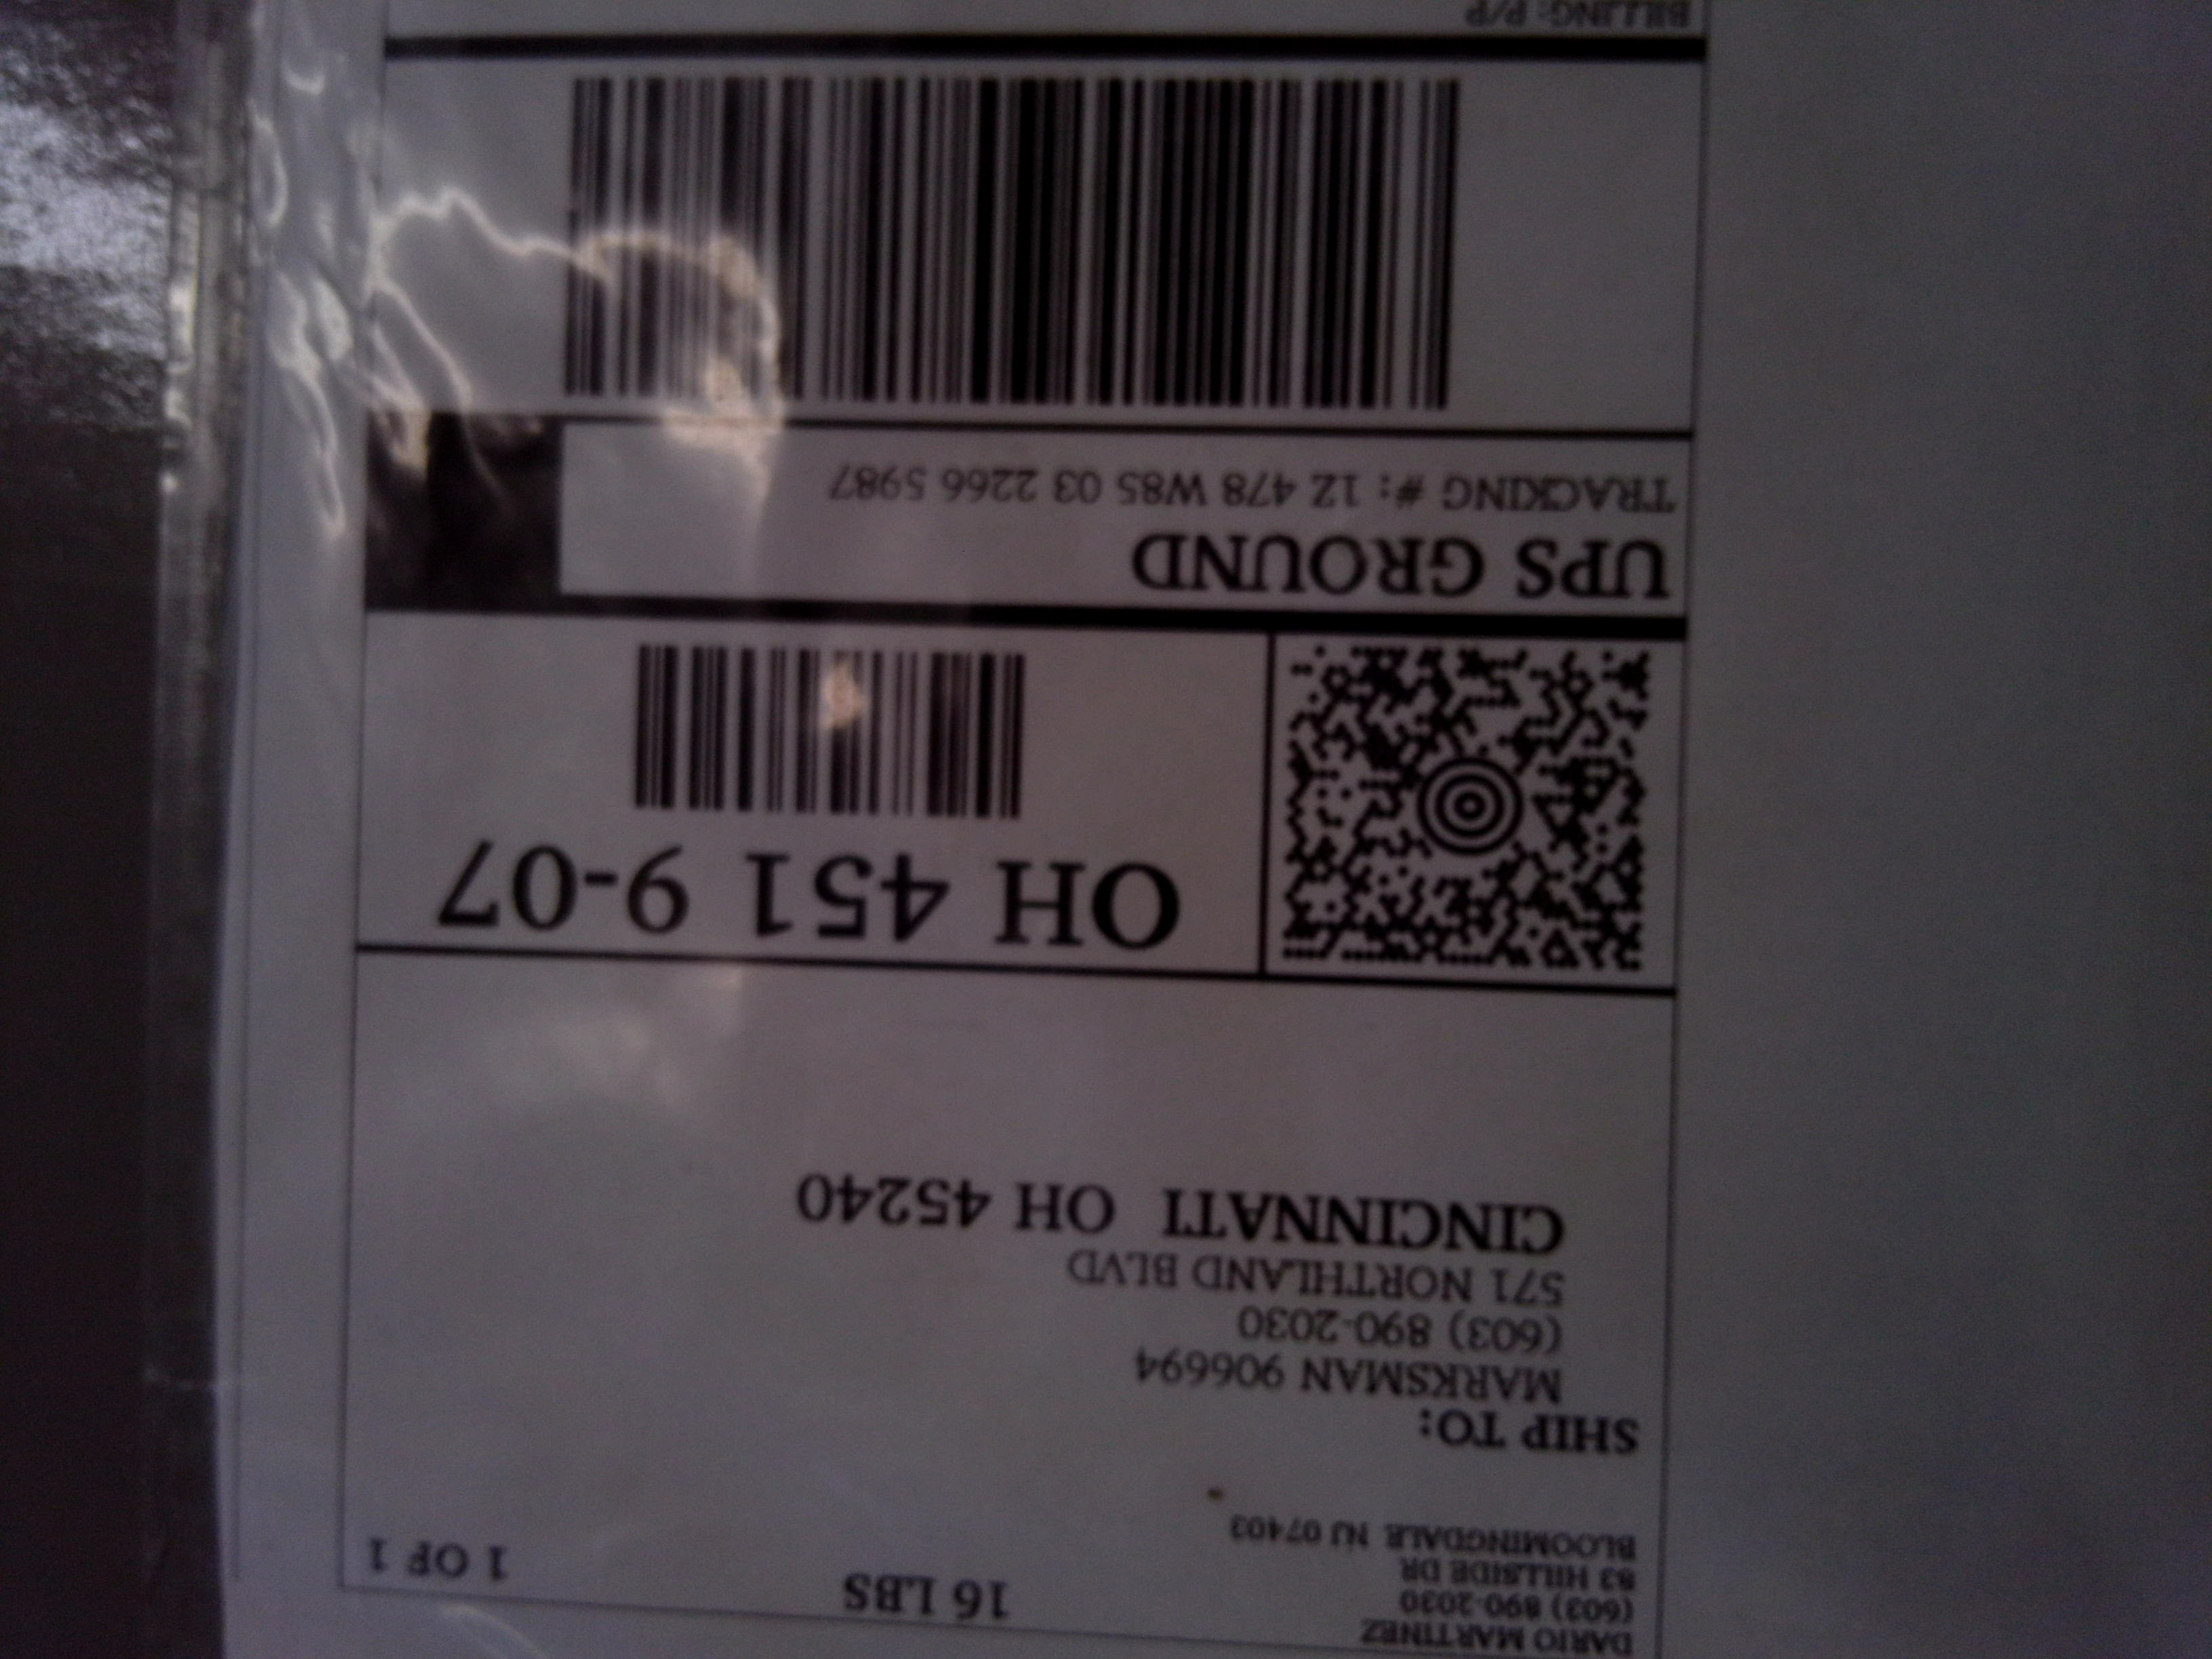 DARIO MARTINEZ
(603) 890-2030
83 HILLSIDE DR
BLOOMINGDALE NJ 07403
16 LBS
1 OF 1
SHIP TO:
MARKSMAN 906694
(603) 890-2030
571 NORTHLAND BLVD
CINCINNATI OH 45240
OH 451 9-07
UPS GROUND
TRACKING #: 1Z 478 W85 03 2266 5987
BILLING: P/P